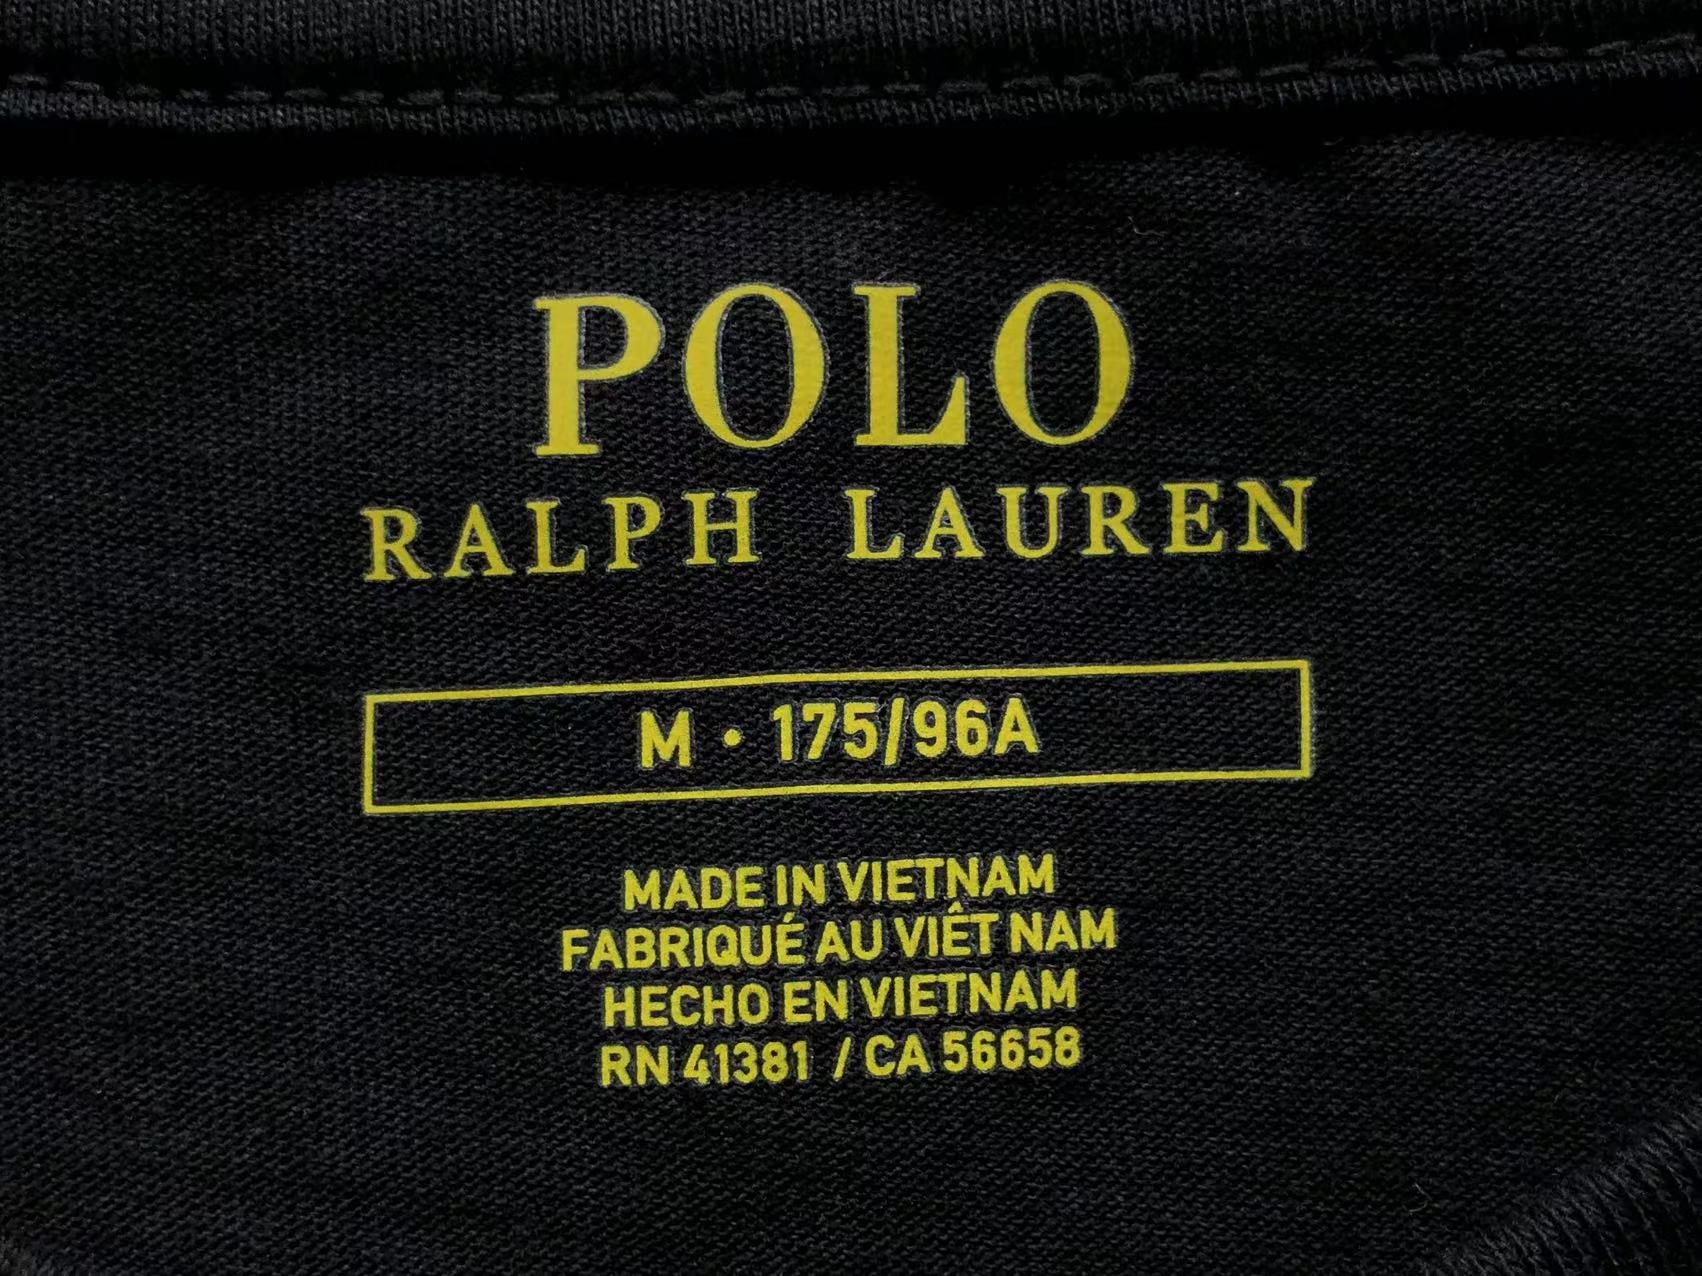 POLO
RALPH LAUREN
M • 175/96A
MADE IN VIETNAM
FABRIQUÉ AU VIÊT NAM
HECHO EN VIETNAM
RN 41381 / CA 56658